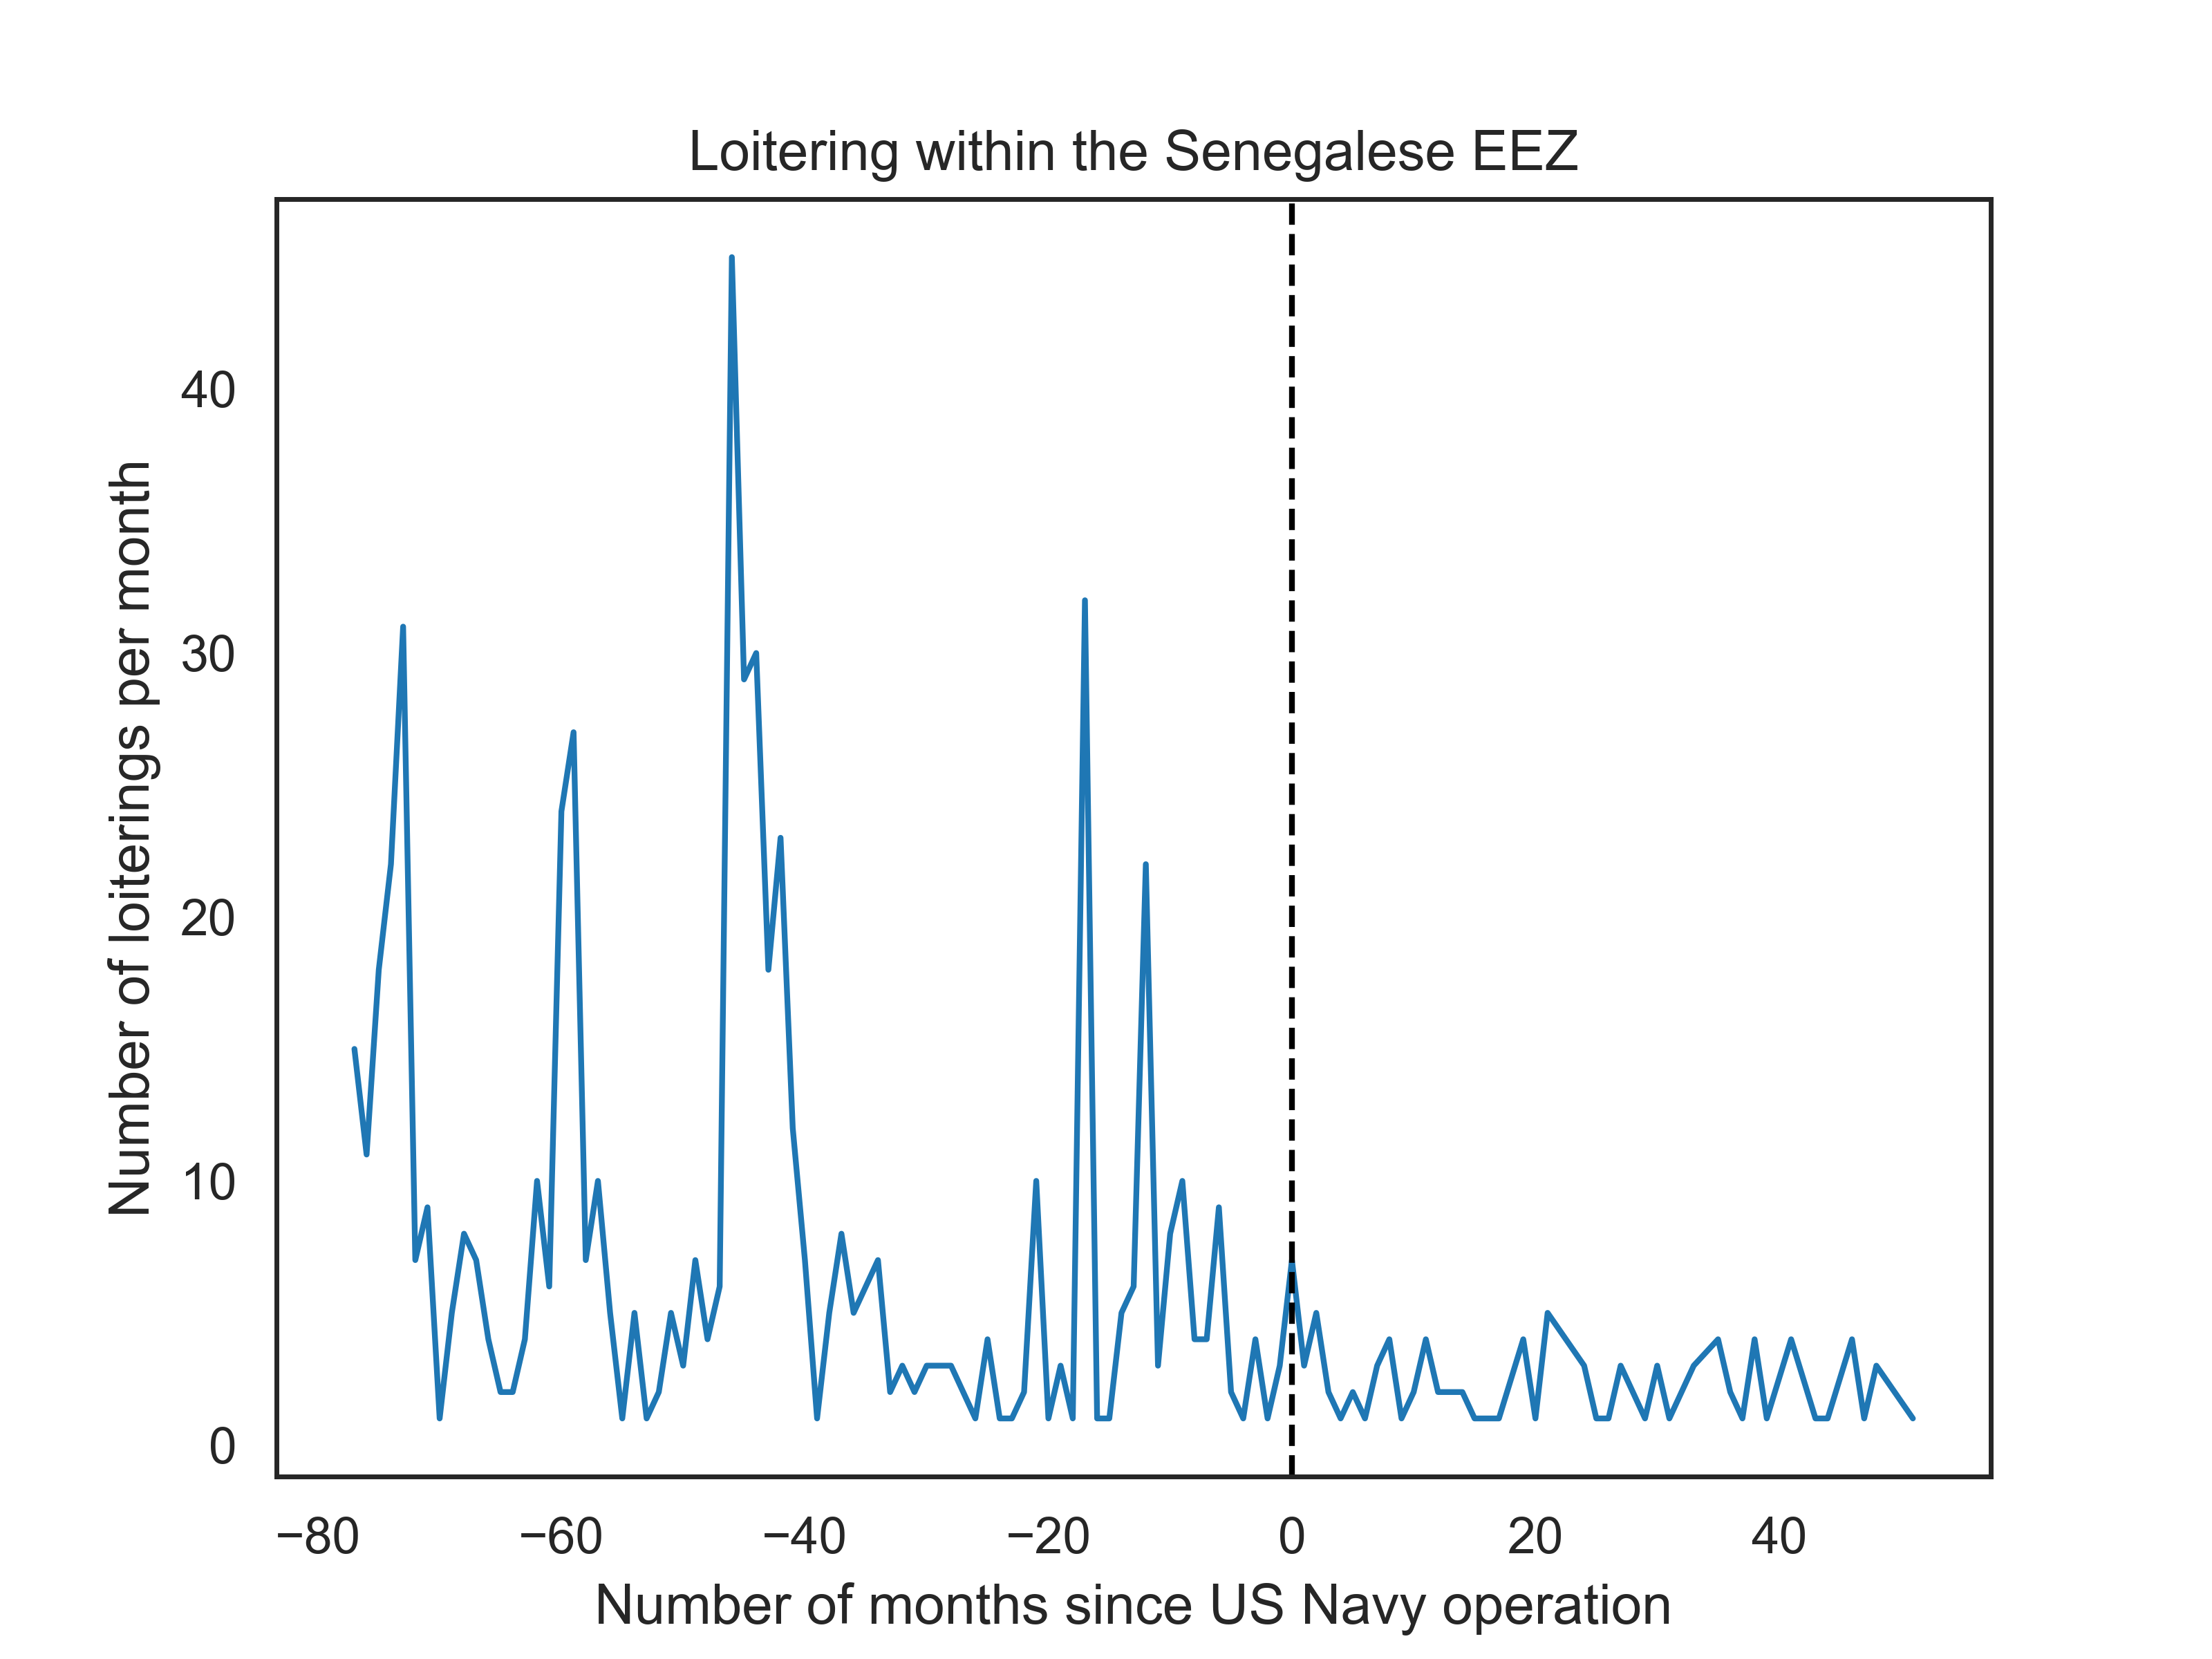 Loitering within the Senegalese EEZ
Number of loiterings per month
40
30
20
10
0
−80 −60 −40 −20 0 20 40
Number of months since US Navy operation